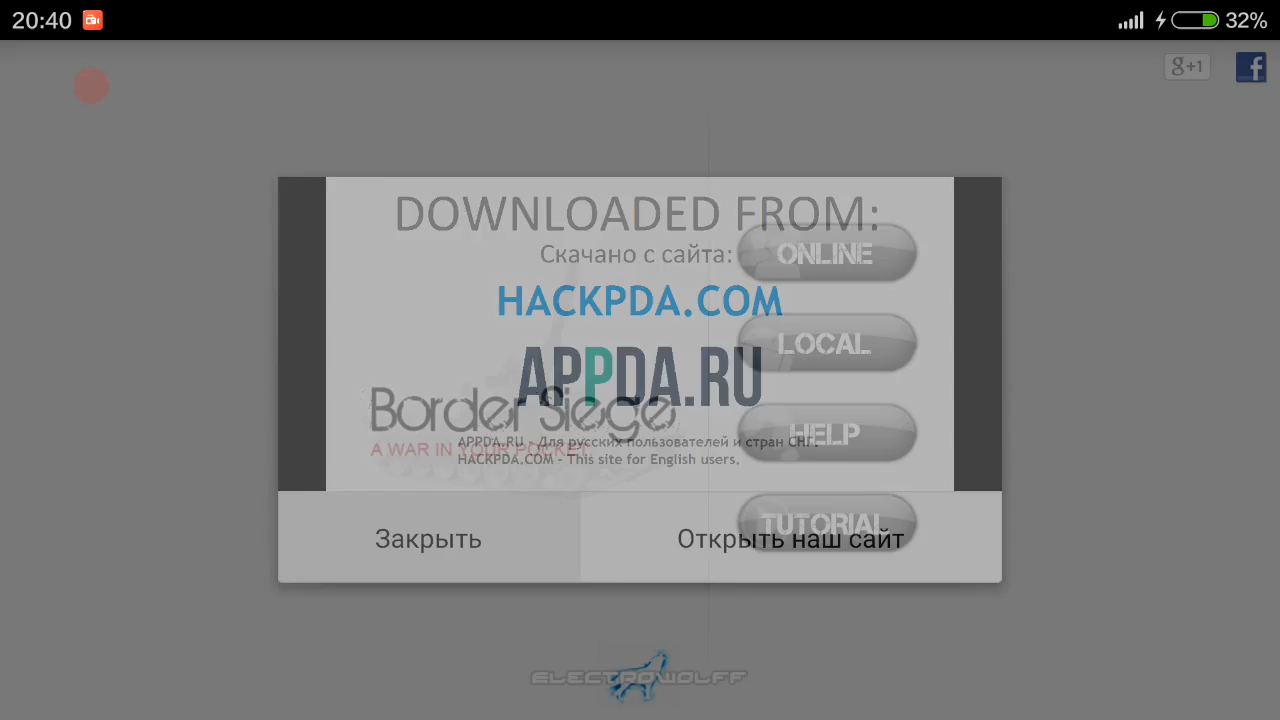 20:40
32%
g+1
f
DOWNLOADED FROM:
Скачано с сайта:
ONLINE
HACKPDA.COM
LOCAL
APPDA.RU
Border Siege
A WAR IN YOUR POCKET
HELP
APPDA.RU - Для русских пользователей и стран СНГ.
HACKPDA.COM - This site for English users.
TUTORIAL
Закрыть
Открыть наш сайт
ELECTROWOLFF